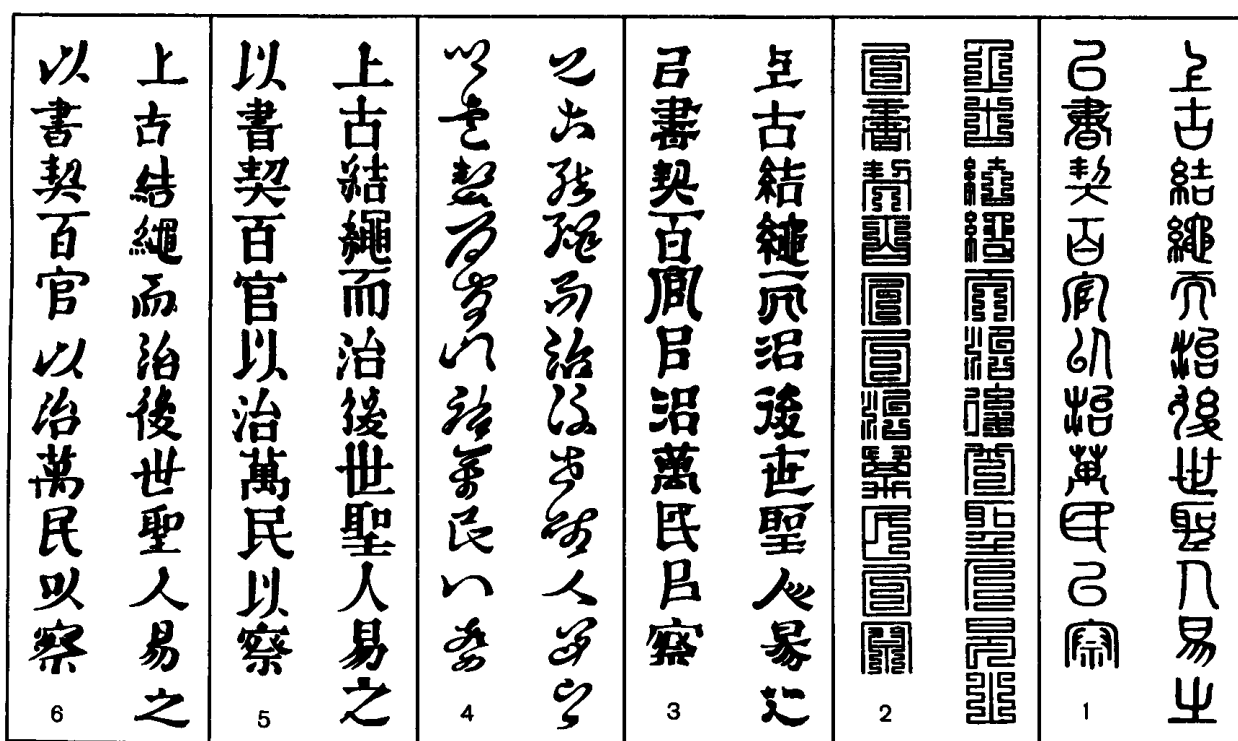 上古結繩而治後世聖人易之
以書契百官以治萬民以察
1
上古結繩而治後世聖人易之
以書契百官以治萬民以察
2
上古結繩而治後世聖人易之
以書契百官以治萬民以察
3
上古結繩而治後世聖人易之
以書契百官以治萬民以察
4
上古結繩而治後世聖人易之
以書契百官以治萬民以察
5
上古結繩而治後世聖人易之
以書契百官以治萬民以察
6